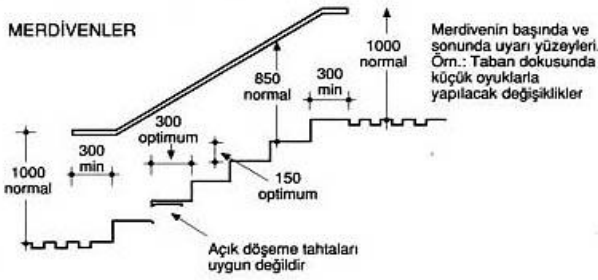 MERDİVENLER
Merdivenin başında ve
sonunda uyarı yüzeyleri.
Örn.: Taban dokusunda
küçük oyuklarla
yapılacak değişiklikler
1000
normal
850
normal
300
min
300
optimum
300
min
1000
normal
150
optimum
Açık döşeme tahtaları
uygun değildir